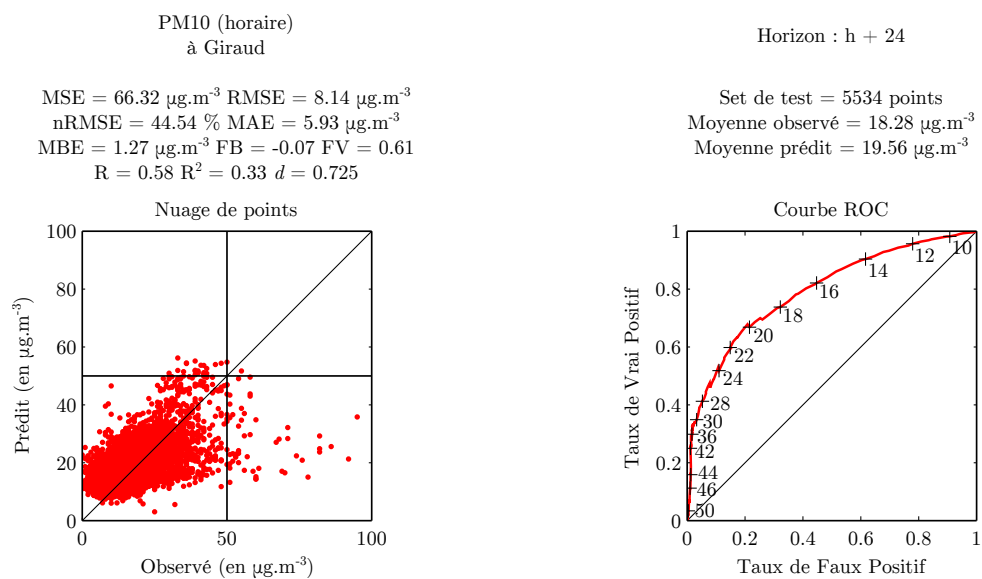 PM10 (horaire)
à Giraud
MSE = 66.32 µg.m-3 RMSE = 8.14 µg.m-3
nRMSE = 44.54 % MAE = 5.93 µg.m-3
MBE = 1.27 µg.m-3 FB = -0.07 FV = 0.61
R = 0.58 R2 = 0.33 d = 0.725
Horizon : h + 24
Set de test = 5534 points
Moyenne observé = 18.28 µg.m-3
Moyenne prédit = 19.56 µg.m-3
Nuage de points
100
80
60
40
20
0
0 50 100
Prédit (en µg.m-3)
Observé (en µg.m-3)
Courbe ROC
1
0.8
0.6
0.4
0.2
0
0.2 0.4 0.6 0.8 1
Taux de Vrai Positif
Taux de Faux Positif
10
12
14
16
18
20
22
24
28
30
36
42
44
46
50